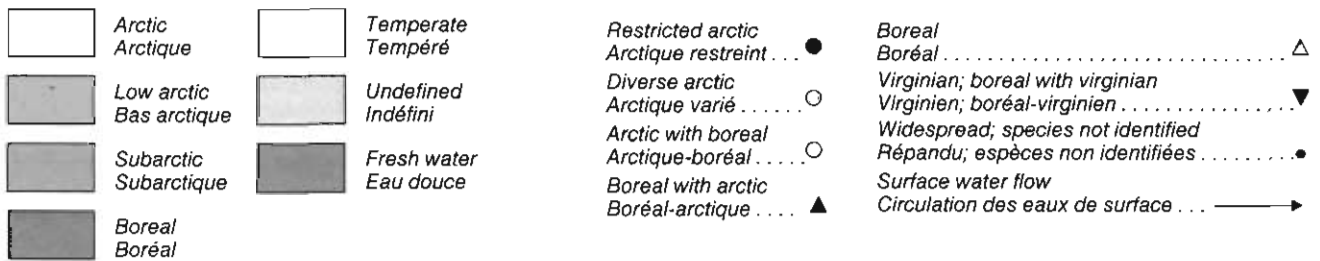 Arctic
Arctique
Low arctic
Bas arctique
Subarctic
Subarctique
Boreal
Boréal
Temperate
Tempéré
Undefined
Indéfini
Fresh water
Eau douce
Restricted arctic
Arctique restreint . . .
Diverse arctic
Arctique varié . . . . .
Arctic with boreal
Arctique-boréal . . . . .
Boreal with arctic
Boréal-arctique . . . .
Boreal
Boréal . . . . . . . . . . . . . . . . . . . . . . . . . . . . . . . .
Virginian; boreal with virginian
Virginien; boréal-virginien . . . . . . . . . . . . . . . .
Widespread; species not identified
Répandu; espèces non identifiées . . . . . . . . .
Surface water flow
Circulation des eaux de surface . . .